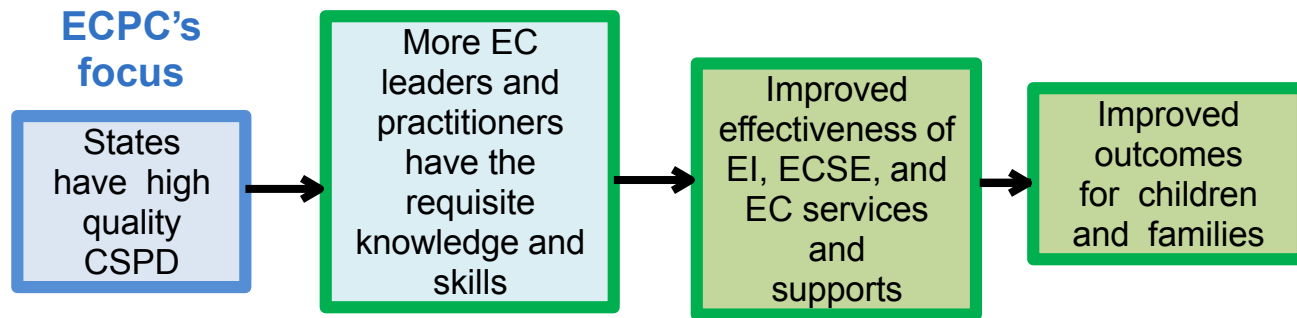 ECPC's
focus
States
have high
quality
CSPD
More EC
leaders and
practitioners
have the
requisite
knowledge and
skills
Improved
effectiveness of
EI, ECSE, and
EC services
and
supports
Improved
outcomes
for children
and families